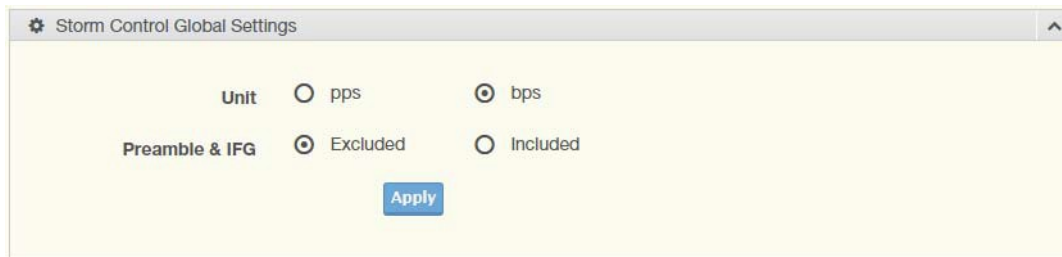 Storm Control Global Settings
Unit pps bps
Preamble & IFG Excluded Included
Apply